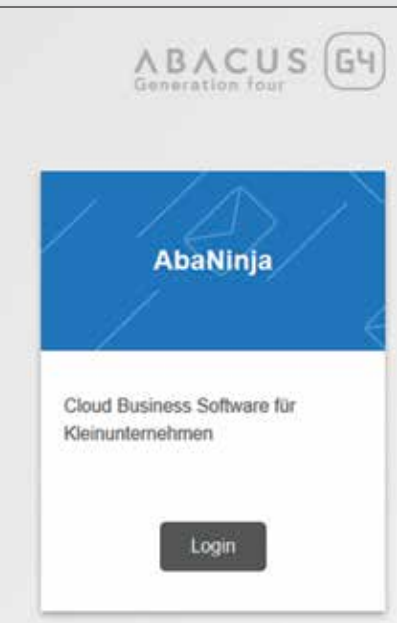 ABACUS G4
Generation four
AbaNinja
Cloud Business Software für
Kleinunternehmen
Login